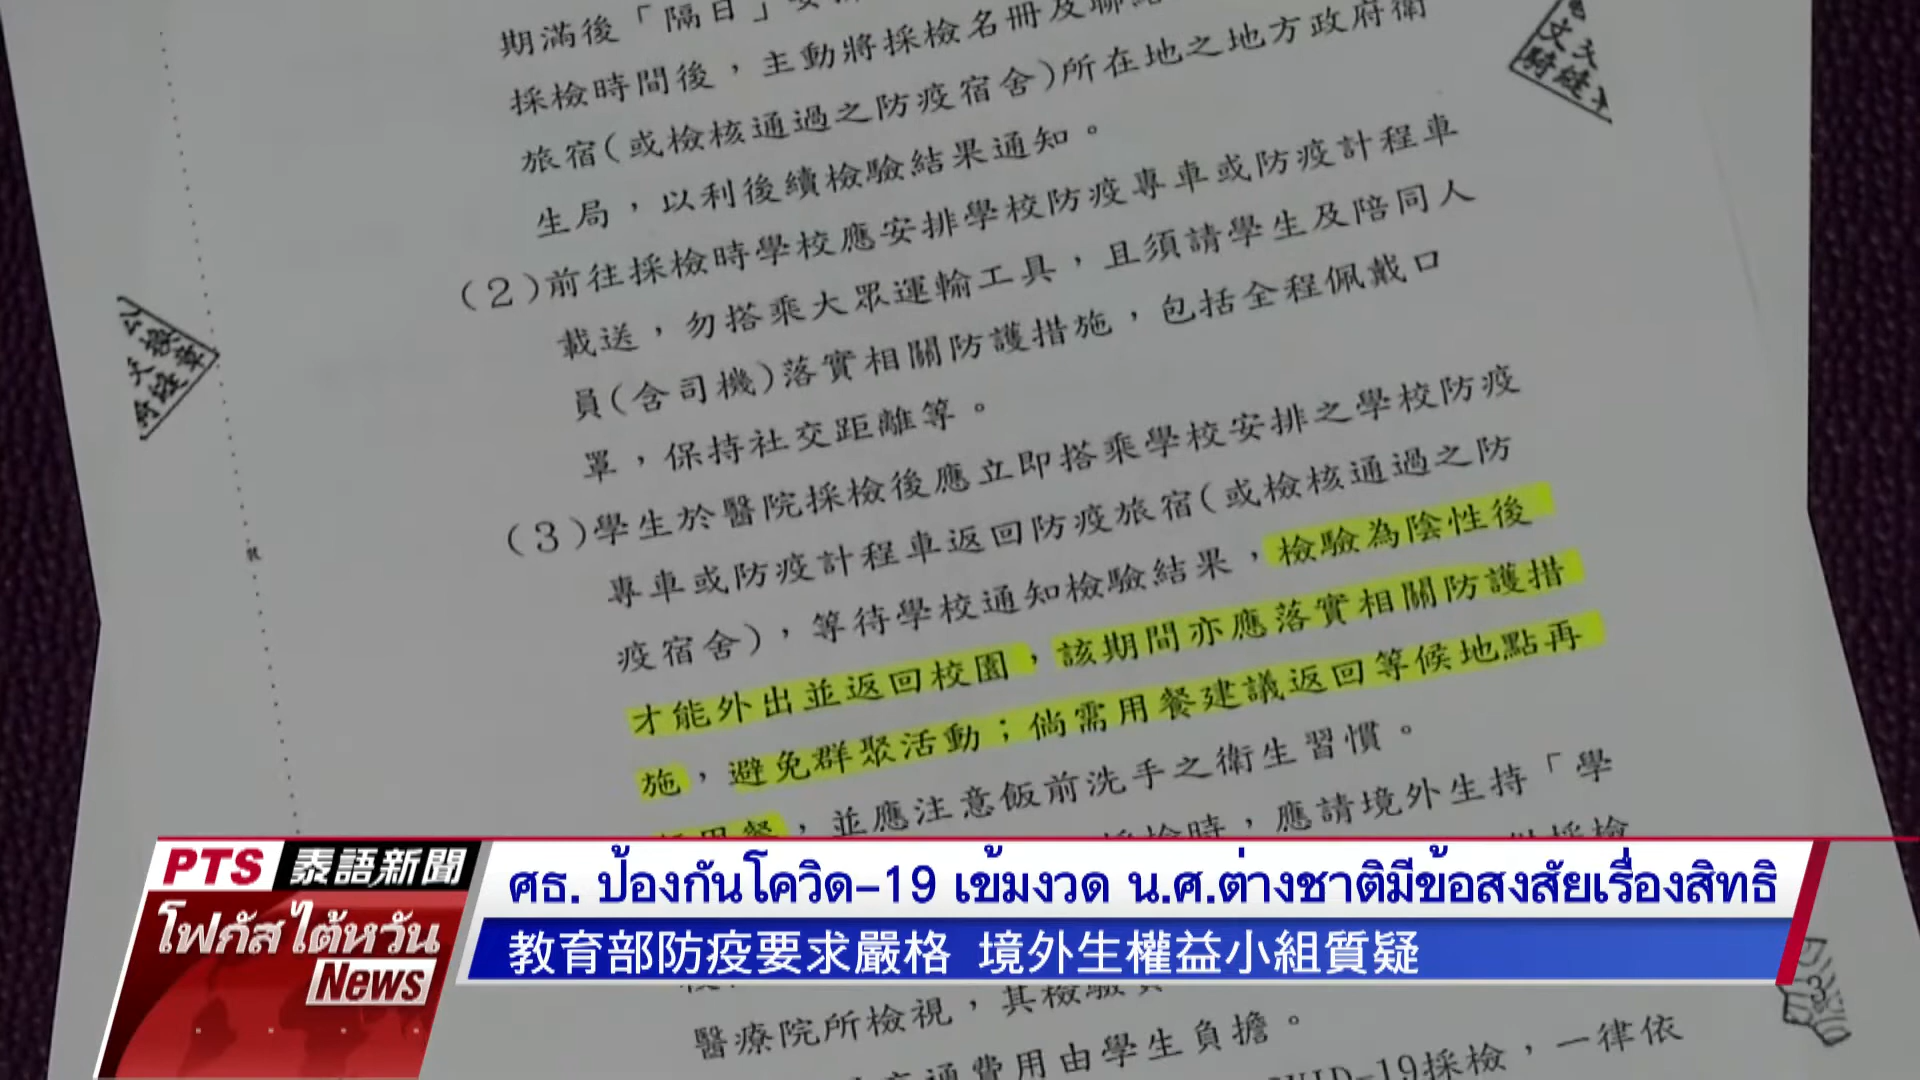 期滿後「隔日」
採檢時間後，主動將採檢名冊及聯絡
旅宿(或檢核通過之防疫宿舍)所在地之地方政府衛
生局，以利後續檢驗結果通知。
(2)前往採檢時學校應安排學校防疫專車或防疫計程車
載送，勿搭乘大眾運輸工具，且須請學生及陪同人
員(含司機)落實相關防護措施，包括全程佩戴口
罩，保持社交距離等。
(3)學生於醫院採檢後應立即搭乘學校安排之學校防疫
專車或防疫計程車返回防疫旅宿(或檢核通過之防
疫宿舍)，等待學校通知檢驗結果，檢驗為陰性後
才能外出並返回校園，該期間亦應落實相關防護措
施，避免群聚活動；倘需用餐建議返回等候地點再
用餐，並應注意飯前洗手之衛生習慣。
採檢時，應請境外生持「學
PTS 泰語新聞
โฟกัสไต้หวัน
News
ศธ. ป้องกันโควิด-19 เข้มงวด น.ศ.ต่างชาติมีข้อสงสัยเรื่องสิทธิ
教育部防疫要求嚴格 境外生權益小組質疑
醫療院所檢視，其檢驗
交通費用由學生負擔。
-19採檢，一律依
3